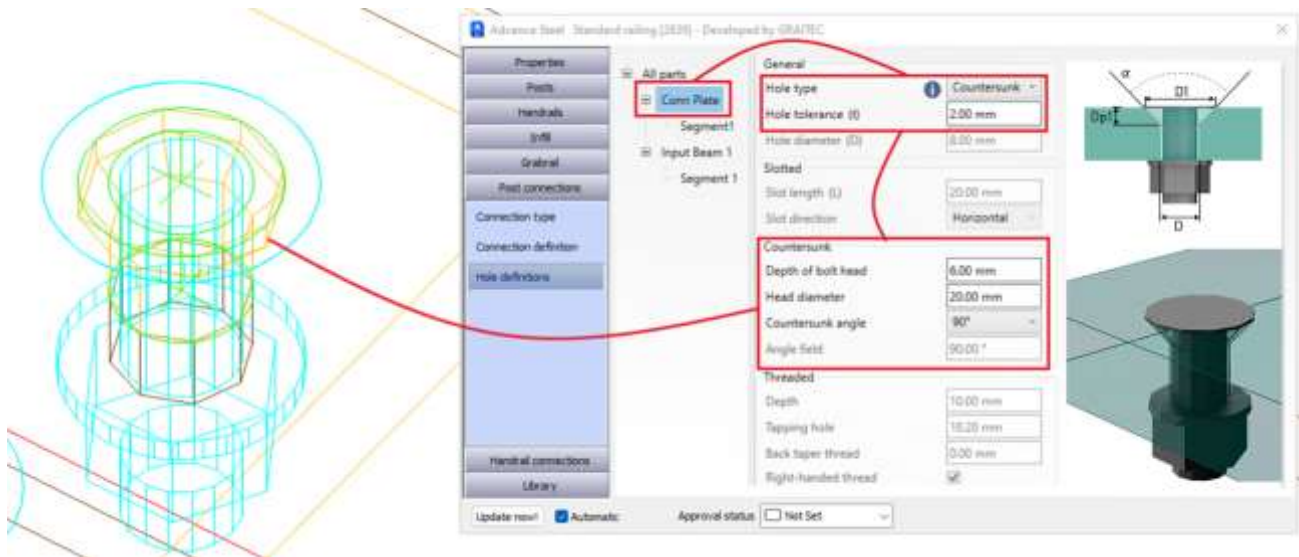 Advance Steel Standard railing [2839] - Developed by GRAITEC
Properties
Posts
Handrails
Infill
Grabrail
Post connections
Connection type
Connection definition
Hole definitions
Handrail connections
Library
All parts
Conn Plate
Segment1
Input Beam 1
Segment 1
General
Hole type Countersunk
Hole tolerance (t) 2.00 mm
Hole diameter (D) 8.00 mm
Slotted
Slot length (L) 20.00 mm
Slot direction Horizontal
Countersunk
Depth of bolt head 6.00 mm
Head diameter 20.00 mm
Countersunk angle 90°
Angle field 90.00 °
Threaded
Depth 10.00 mm
Tapping hole 10.20 mm
Back taper thread 0.00 mm
Right-handed thread
α
D1
Dp1
D
Update now! Automatic Approval status Not Set